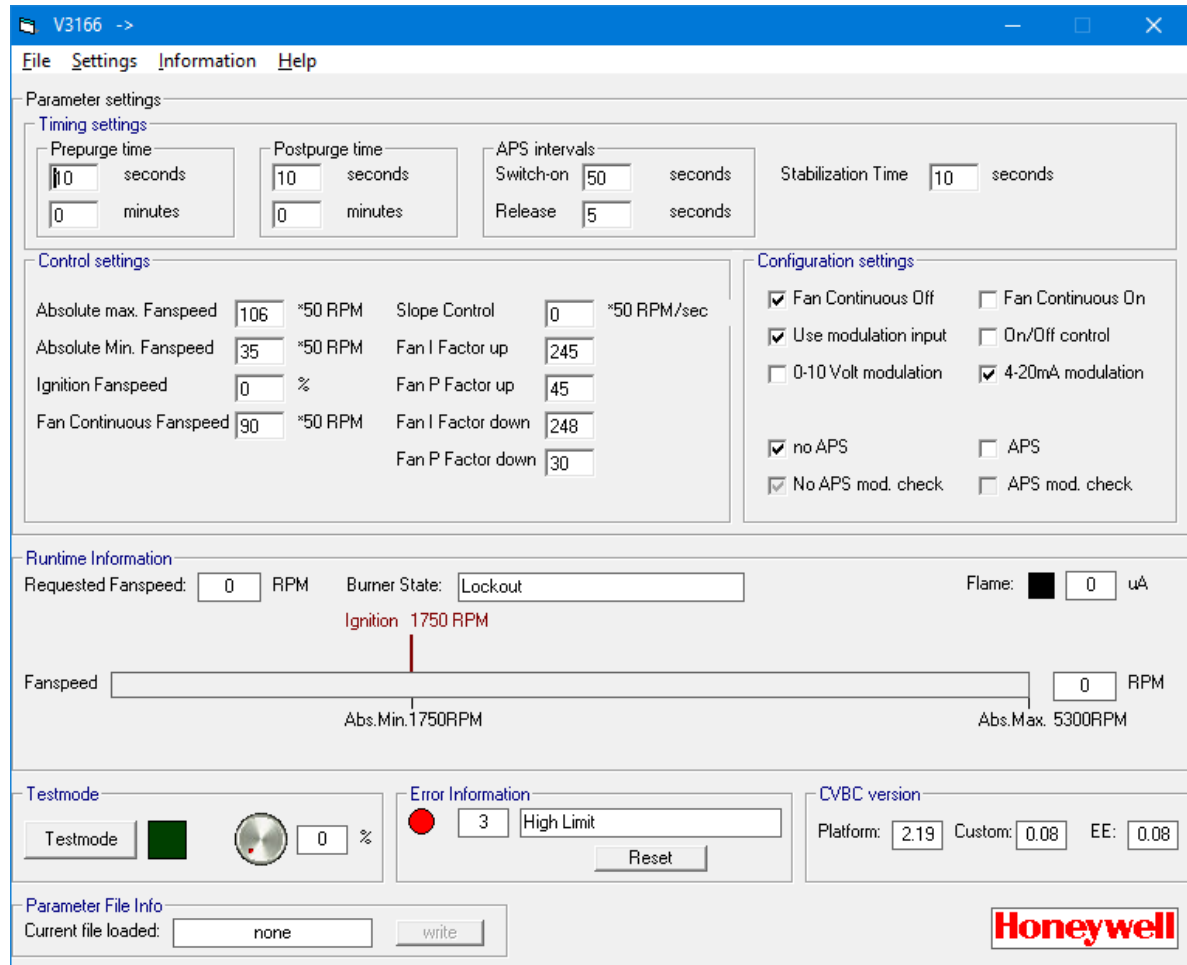 V3166 ->
File Settings Information Help
Parameter settings
Timing settings
Prepurge time
10 seconds
0 minutes
Postpurge time
10 seconds
0 minutes
APS intervals
Switch-on 50 seconds
Release 5 seconds
Stabilization Time 10 seconds
Control settings
Absolute max. Fanspeed 106 *50 RPM
Absolute Min. Fanspeed 35 *50 RPM
Ignition Fanspeed 0 %
Fan Continuous Fanspeed 90 *50 RPM
Slope Control 0 *50 RPM/sec
Fan I Factor up 245
Fan P Factor up 45
Fan I Factor down 248
Fan P Factor down 30
Configuration settings
Fan Continuous Off Fan Continuous On
Use modulation input On/Off control
0-10 Volt modulation 4-20mA modulation
no APS APS
No APS mod. check APS mod. check
Runtime Information
Requested Fanspeed: 0 RPM Burner State: Lockout Flame: 0 uA
Ignition 1750 RPM
Fanspeed 0 RPM
Abs.Min.1750RPM Abs.Max. 5300RPM
Testmode
Testmode 0 %
Error Information
3 High Limit
Reset
CVBC version
Platform: 2.19 Custom: 0.08 EE: 0.08
Parameter File Info
Current file loaded: none write
Honeywell